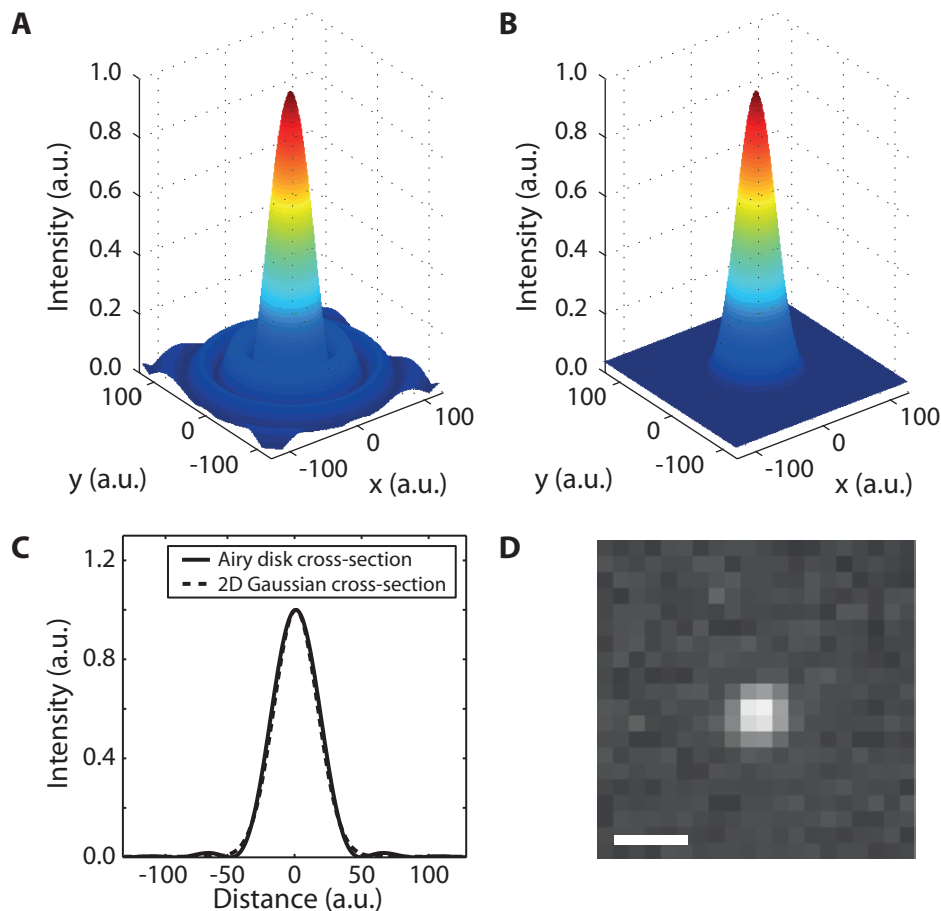 A
Intensity (a.u.)
1.0
0.8
0.6
0.4
0.2
0.0
100
0
-100
y (a.u.)
-100
0
100
x (a.u.)
B
Intensity (a.u.)
1.0
0.8
0.6
0.4
0.2
0.0
100
0
-100
y (a.u.)
-100
0
100
x (a.u.)
C
Intensity (a.u.)
1.2
0.8
0.4
0.0
Airy disk cross-section
2D Gaussian cross-section
-100 -50 0 50 100
Distance (a.u.)
D